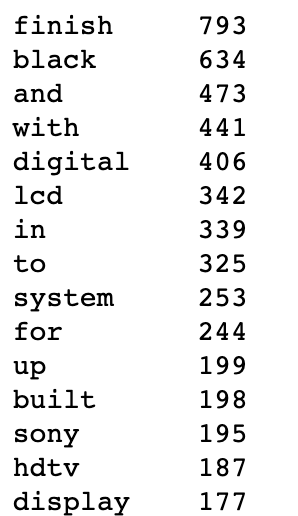 finish 793
black 634
and 473
with 441
digital 406
lcd 342
in 339
to 325
system 253
for 244
up 199
built 198
sony 195
hdtv 187
display 177